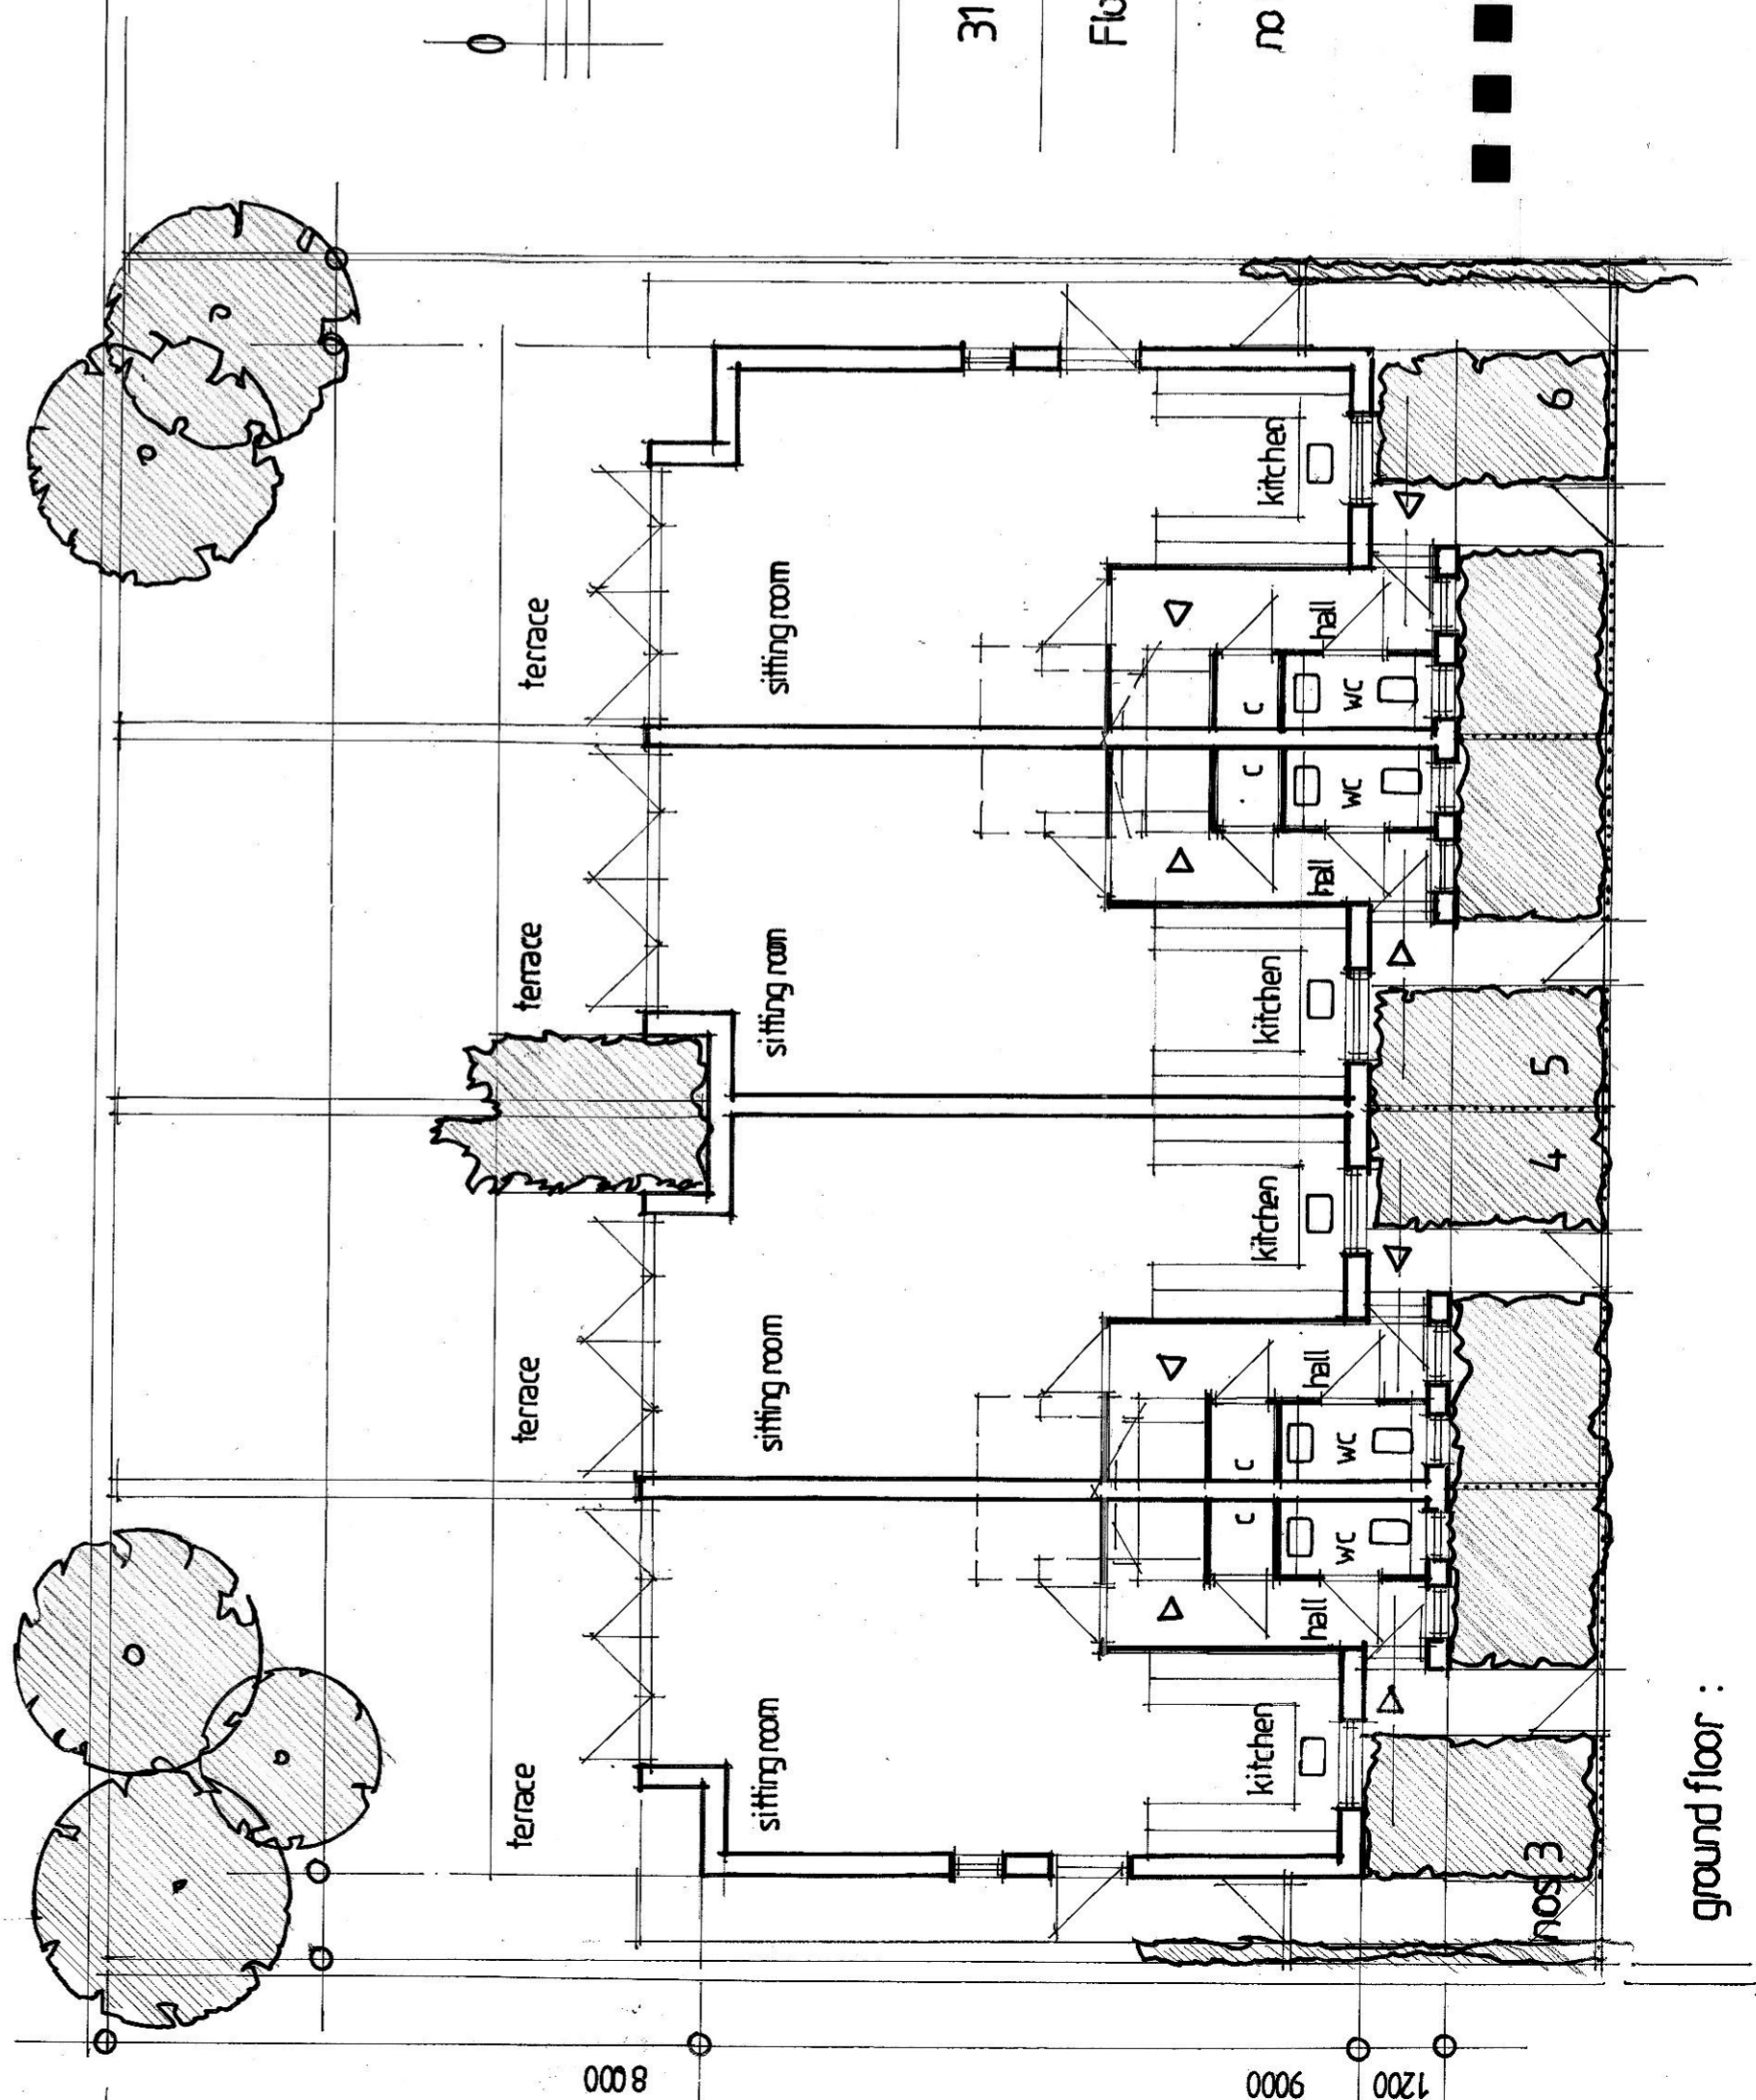 terrace
terrace
terrace
terrace
sitting room
sitting room
sitting room
sitting room
kitchen
hall
hall
kitchen
kitchen
hall
hall
kitchen
C
C
C
C
WC
WC
WC
WC
nos 3
4
5
6
ground floor :
8000
9000
1200
31
Flo
no